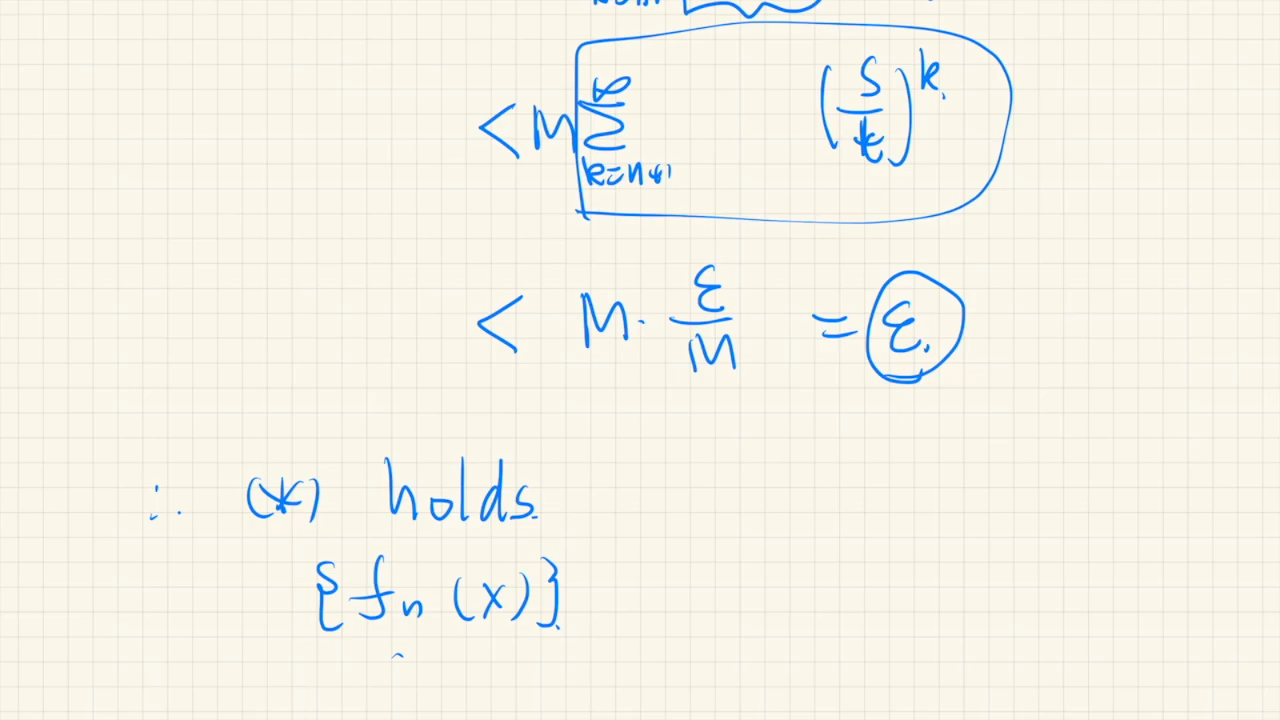 < M ∑_{k=n+1}^{∞} (s/t)^k.
< M · ε/M = ε.
∴ (*) holds.
{f_n (x)}.